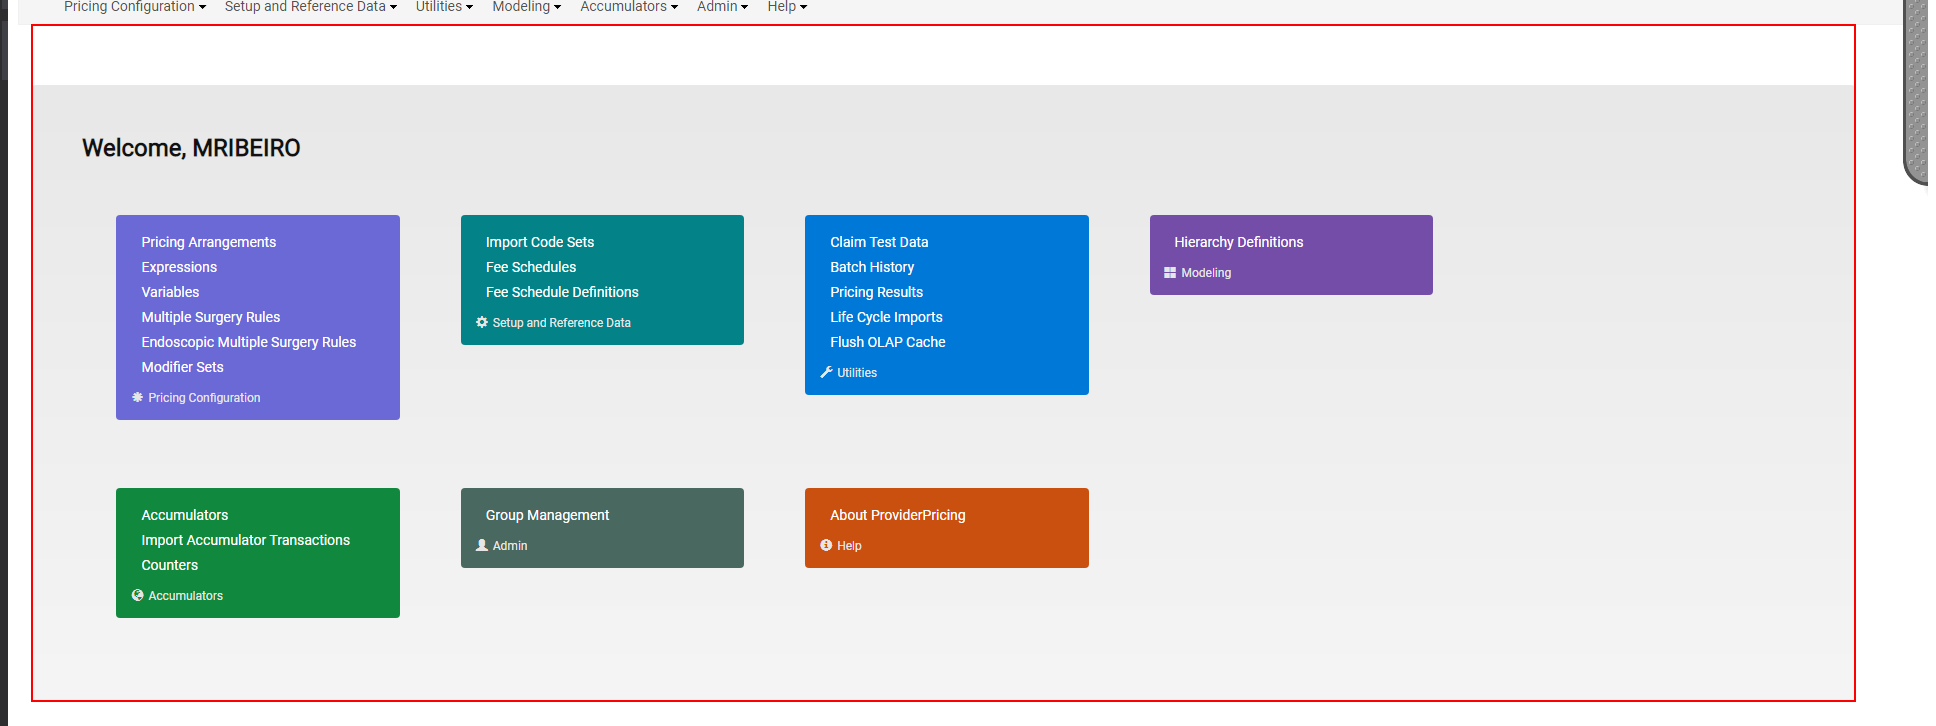 Pricing Configuration Setup and Reference Data Utilities Modeling Accumulators Admin Help
Welcome, MRIBEIRO
Pricing Arrangements
Expressions
Variables
Multiple Surgery Rules
Endoscopic Multiple Surgery Rules
Modifier Sets
Pricing Configuration
Import Code Sets
Fee Schedules
Fee Schedule Definitions
Setup and Reference Data
Claim Test Data
Batch History
Pricing Results
Life Cycle Imports
Flush OLAP Cache
Utilities
Hierarchy Definitions
Modeling
Accumulators
Import Accumulator Transactions
Counters
Accumulators
Group Management
Admin
About ProviderPricing
Help